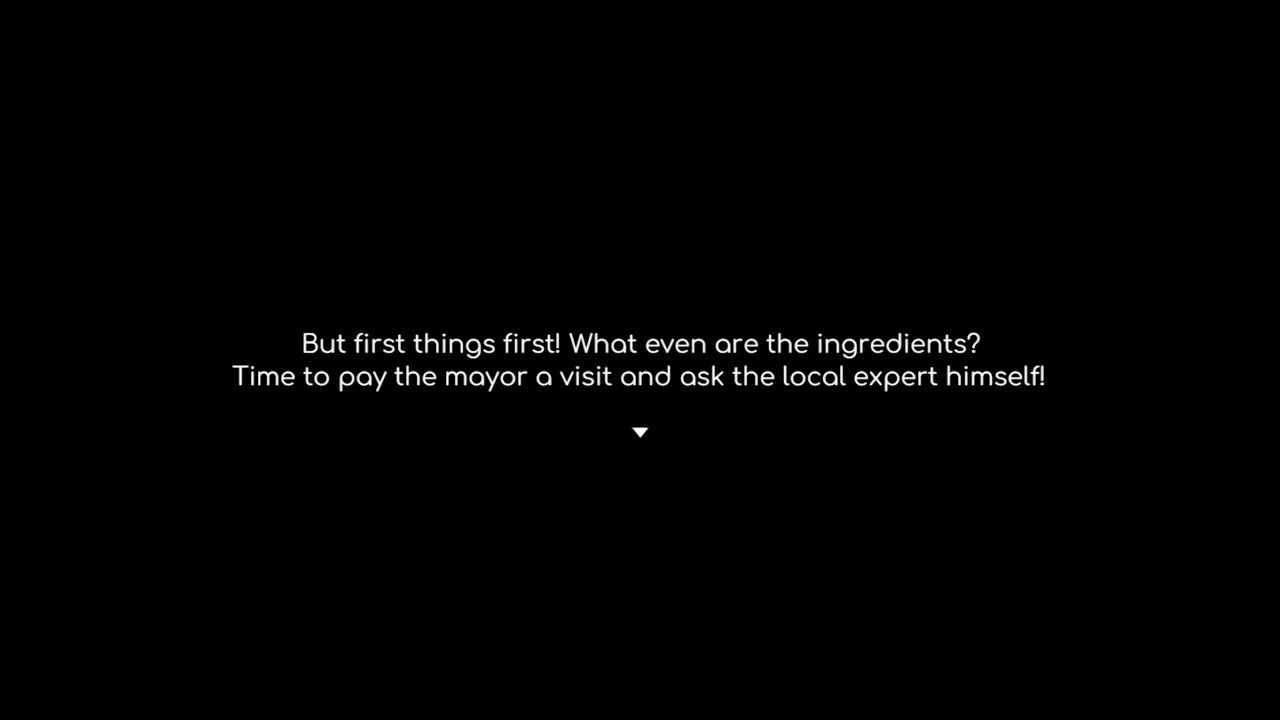 But first things first! What even are the ingredients?
Time to pay the mayor a visit and ask the local expert himself!